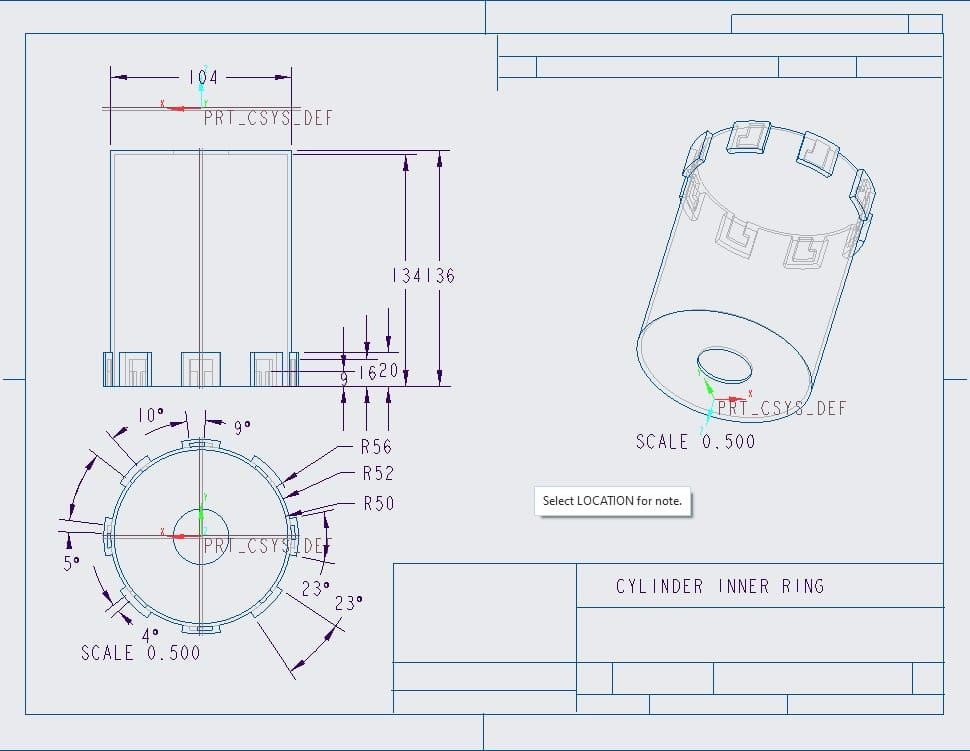 104
PRT_CSYS_DEF
134 136
9 16 20
10° 9°
R56
R52
R50
PRT_CSYS_DEF
5°
23° 23°
4°
SCALE 0.500
X
Y
PRT_CSYS_DEF
SCALE 0.500
Select LOCATION for note.
CYLINDER INNER RING